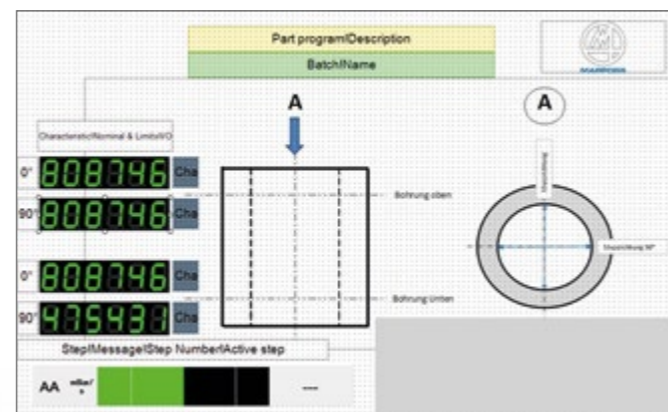 Part program!Description
Batch!Name
MARPOSS
A
A
Characteristic!Nominal & Limits!I/O
0° 808746 Cha
90° 808746 Cha
Bohrung oben
0° 808746 Cha
90° 475431 Cha
Bohrung Unten
Step!Message!Step Number!Active step
AA
---